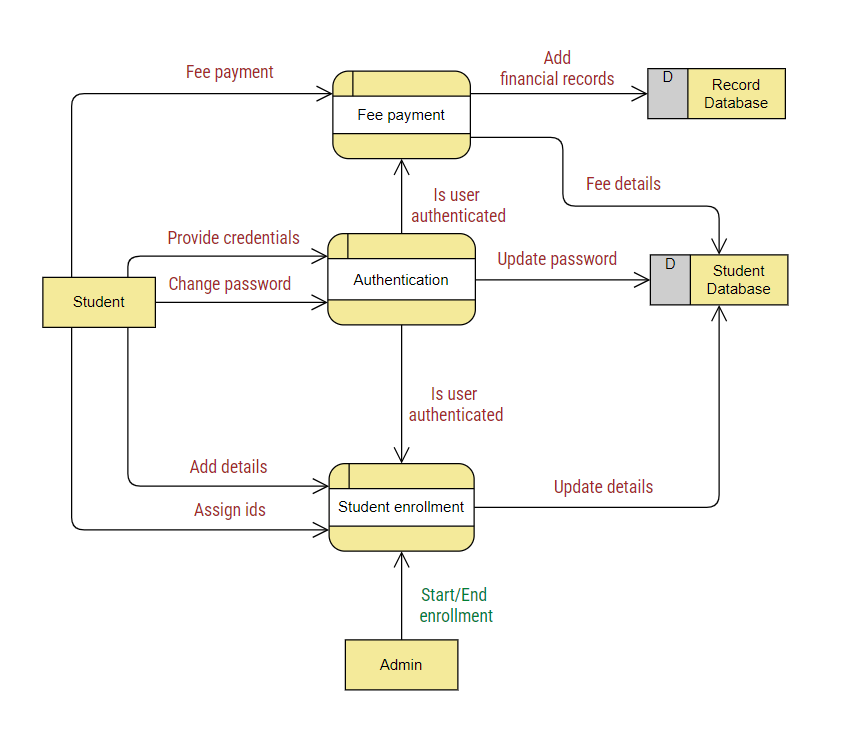 Fee payment
Add
financial records
D
Record
Database
Fee payment
Fee details
Is user
authenticated
Provide credentials
Update password
D
Student
Database
Authentication
Change password
Student
Is user
authenticated
Add details
Assign ids
Student enrollment
Update details
Start/End
enrollment
Admin